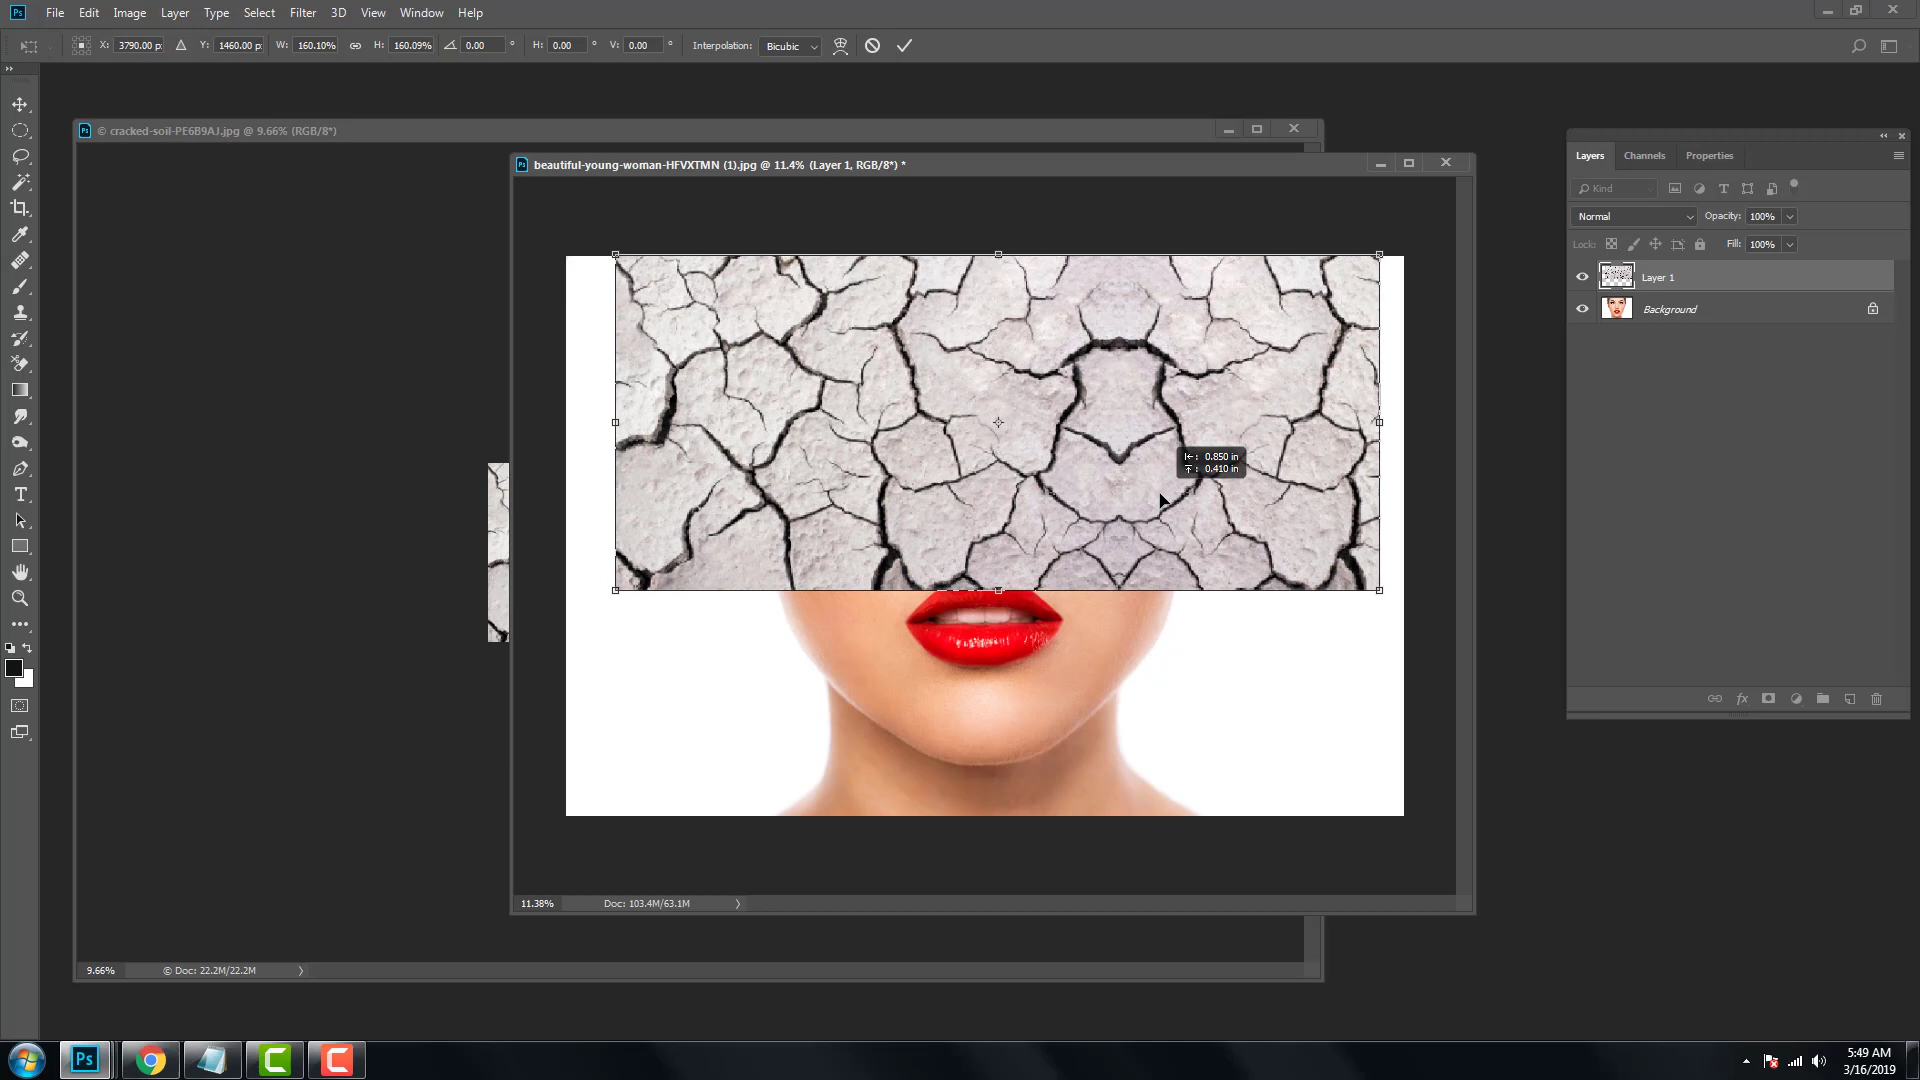 Ps File Edit Image Layer Type Select Filter 3D View Window Help
X: 3790.00 p: Y: 1460.00 p: W: 160.10% H: 160.09% 0.00 ° H: 0.00 ° V: 0.00 ° Interpolation: Bicubic
Ps © cracked-soil-PE6B9AJ.jpg @ 9.66% (RGB/8*)
Ps beautiful-young-woman-HFVXTMN (1).jpg @ 11.4% (Layer 1, RGB/8*) *
Layers Channels Properties
Kind
Normal Opacity: 100%
Lock: Fill: 100%
Layer 1
Background
0.850 in
0.410 in
11.38% Doc: 103.4M/63.1M
9.66% © Doc: 22.2M/22.2M
Ps
5:49 AM
3/16/2019